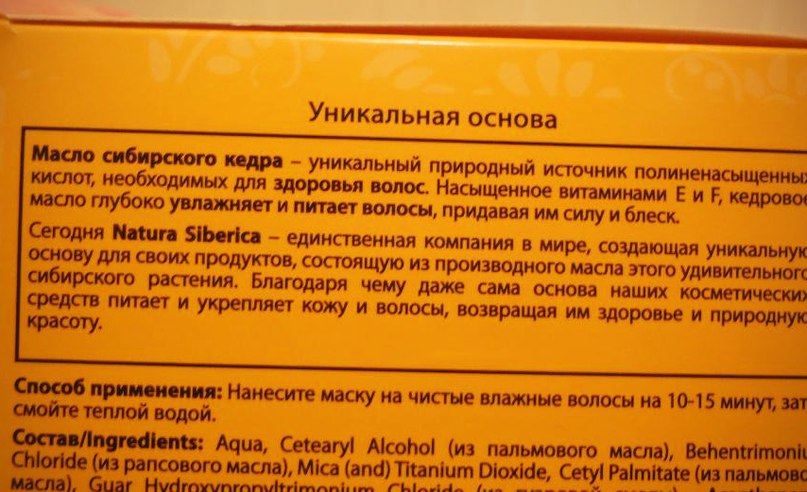 Уникальная основа
Масло сибирского кедра – уникальный природный источник полиненасыщенных
кислот, необходимых для здоровья волос. Насыщенное витаминами Е и F, кедровое
масло глубоко увлажняет и питает волосы, придавая им силу и блеск.
Сегодня Natura Siberica – единственная компания в мире, создающая уникальную
основу для своих продуктов, состоящую из производного масла этого удивительного
сибирского растения. Благодаря чему даже сама основа наших косметически
средств питает и укрепляет кожу и волосы, возвращая им здоровье и природную
красоту.
Способ применения: Нанесите маску на чистые влажные волосы на 10-15 минут, зат
смойте теплой водой.
Состав/Ingredients: Aqua, Cetearyl Alcohol (из пальмового масла), Behentrimoniu
Chloride (из рапсового масла), Mica (and) Titanium Dioxide, Cetyl Palmitate (из пальмово
масла), Guar Hydroxypropyltrimonium Chloride (из